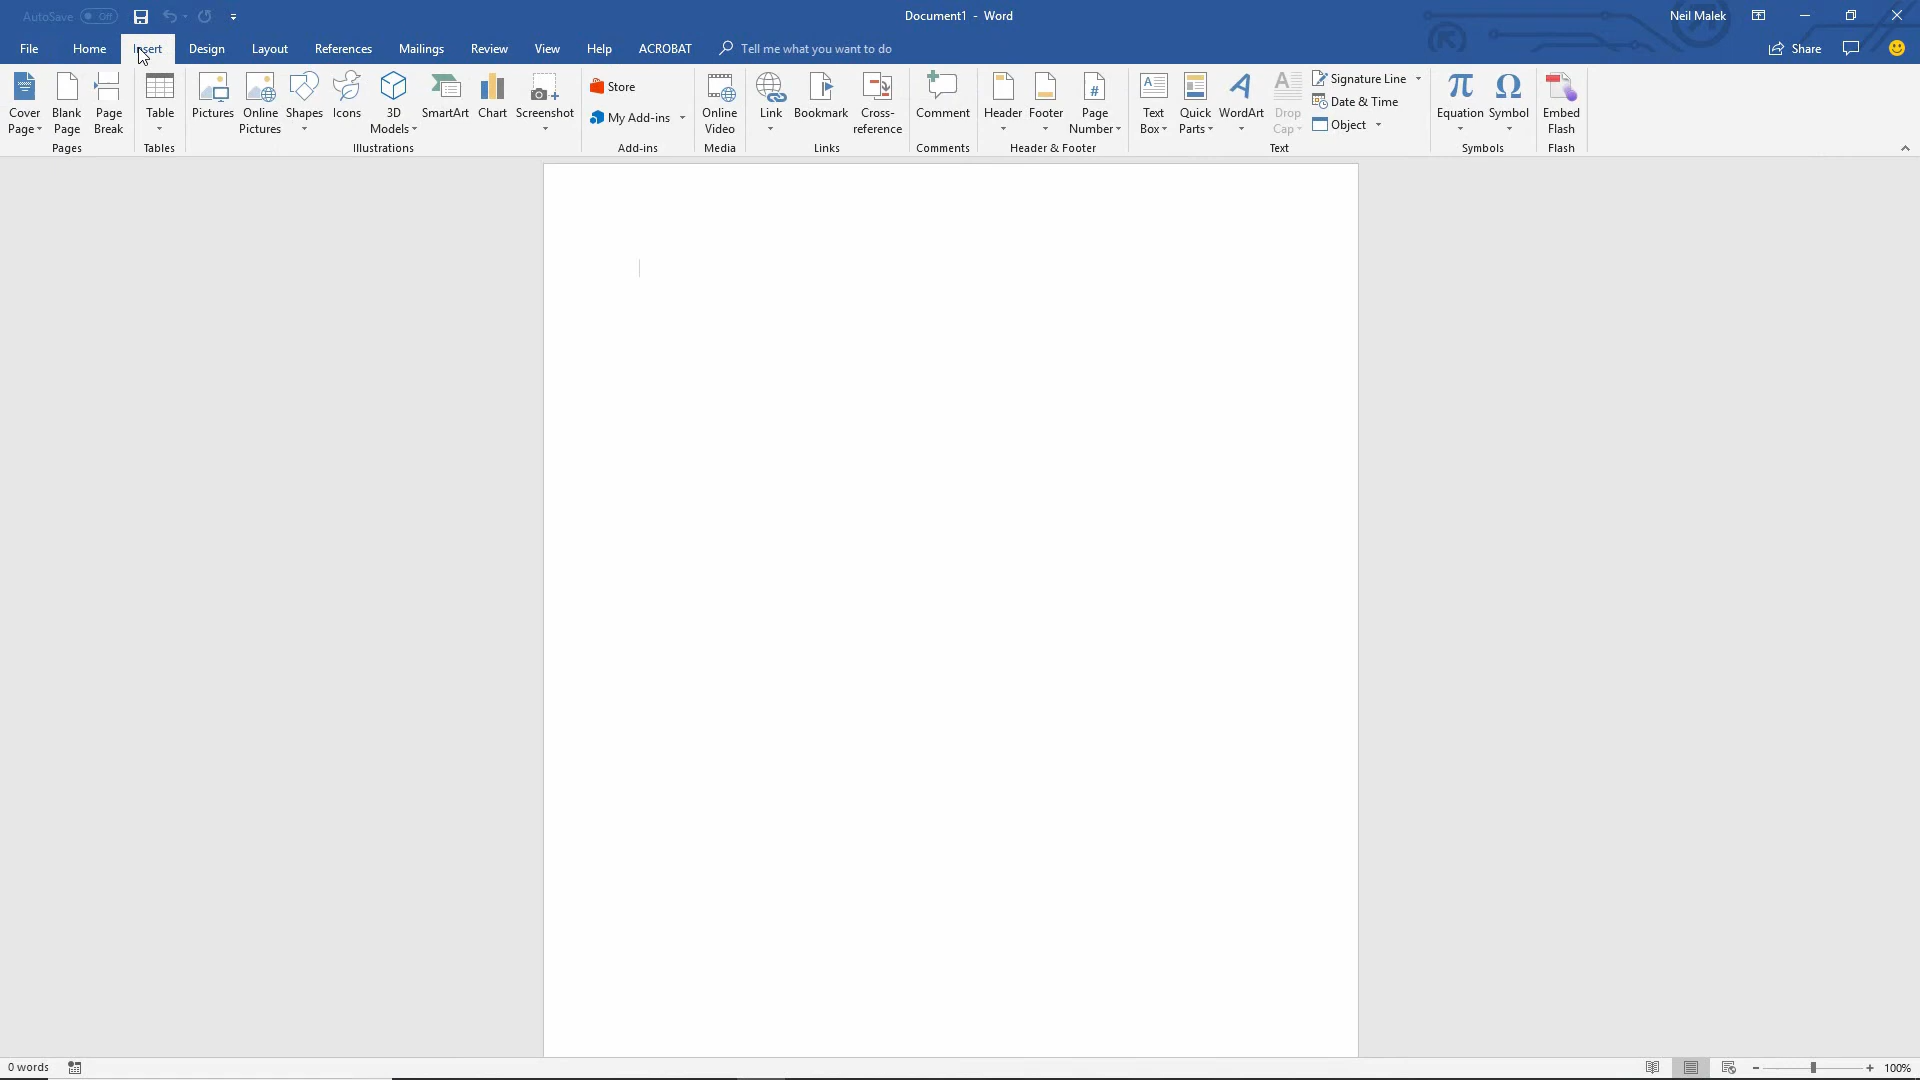 AutoSave Off
Document1 - Word
Neil Malek
File Home Insert Design Layout References Mailings Review View Help ACROBAT Tell me what you want to do Share
Cover Page
Blank Page
Page Break
Pages
Table
Tables
Pictures
Online Pictures
Shapes
Icons
3D Models
SmartArt
Chart
Screenshot
Illustrations
Store
My Add-ins
Add-ins
Online Video
Media
Link
Bookmark
Cross-reference
Links
Comment
Comments
Header
Footer
Page Number
Header & Footer
Text Box
Quick Parts
WordArt
Drop Cap
Signature Line
Date & Time
Object
Text
Equation
Symbol
Symbols
Embed Flash
Flash
0 words
100%